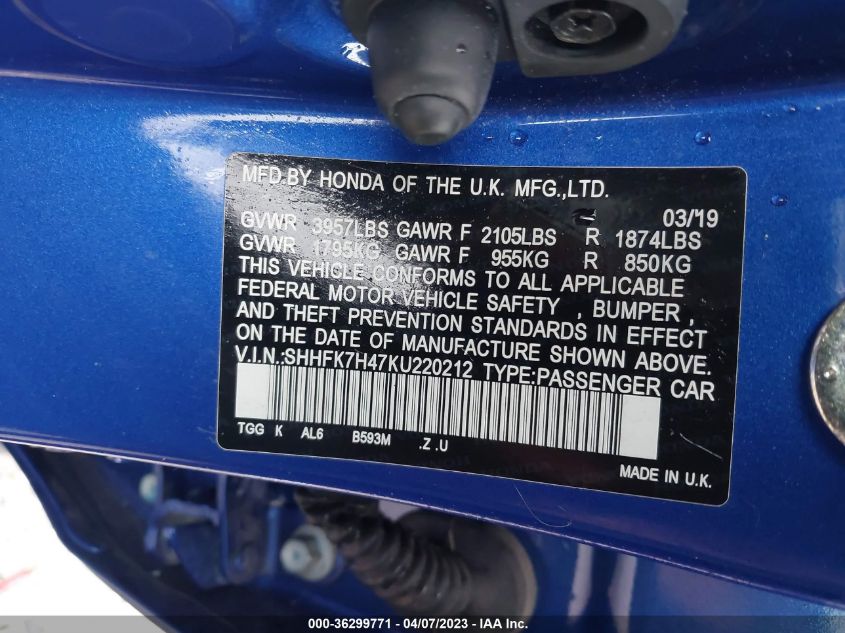 MFD.BY HONDA OF THE U.K. MFG.,LTD.
03/19
GVWR 3957LBS GAWR F 2105LBS R 1874LBS
GVWR 1795KG GAWR F 955KG R 850KG
THIS VEHICLE CONFORMS TO ALL APPLICABLE
FEDERAL MOTOR VEHICLE SAFETY , BUMPER ,
AND THEFT PREVENTION STANDARDS IN EFFECT
ON THE DATE OF MANUFACTURE SHOWN ABOVE.
V.I.N.:SHHFK7H47KU220212 TYPE:PASSENGER CAR
TGG K AL6 B593M .Z .U
MADE IN U.K.
000-36299771 - 04/07/2023 - IAA Inc.